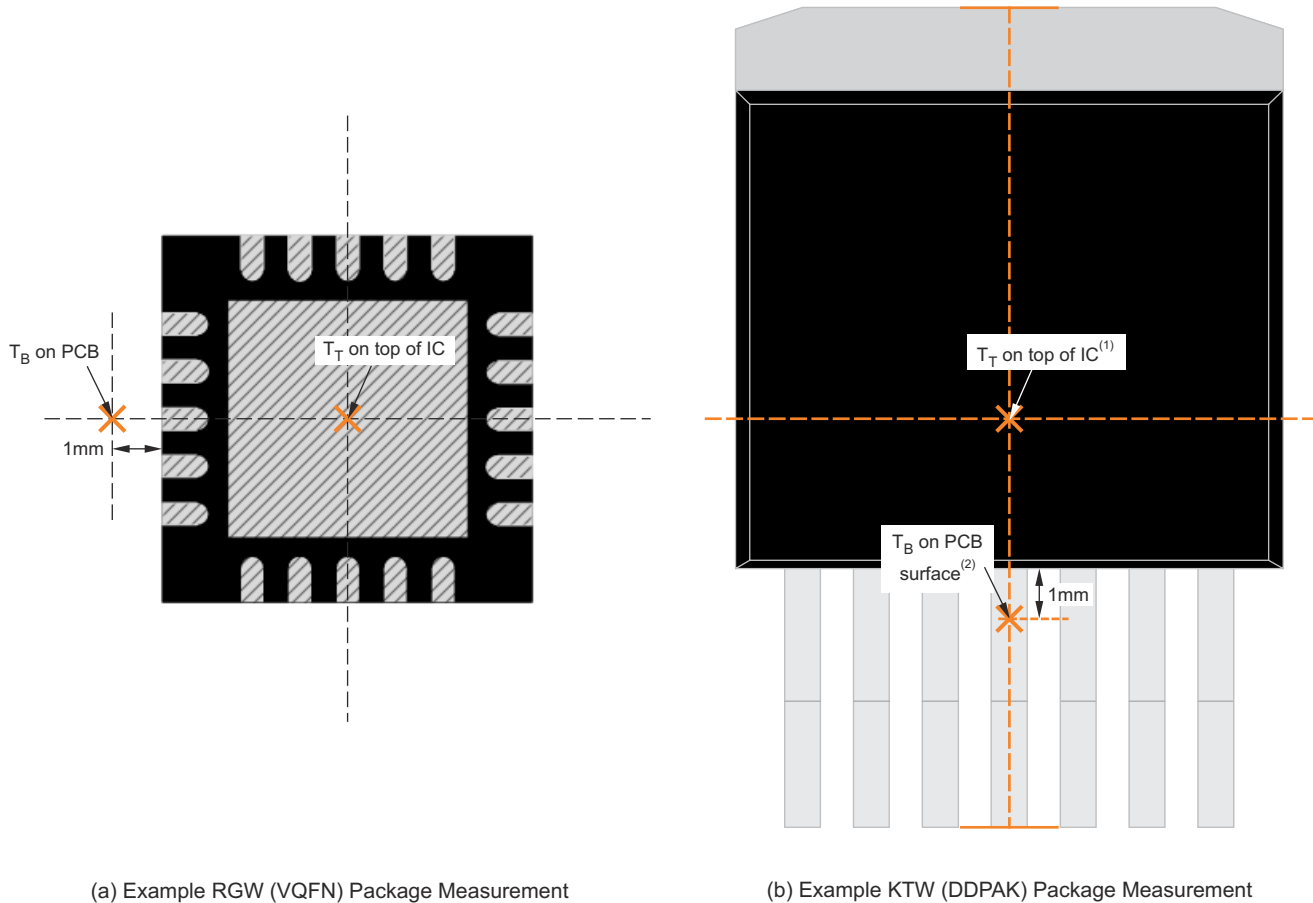 T_B on PCB
T_T on top of IC
1mm
T_T on top of IC(1)
T_B on PCB
surface(2)
1mm
(a) Example RGW (VQFN) Package Measurement
(b) Example KTW (DDPAK) Package Measurement